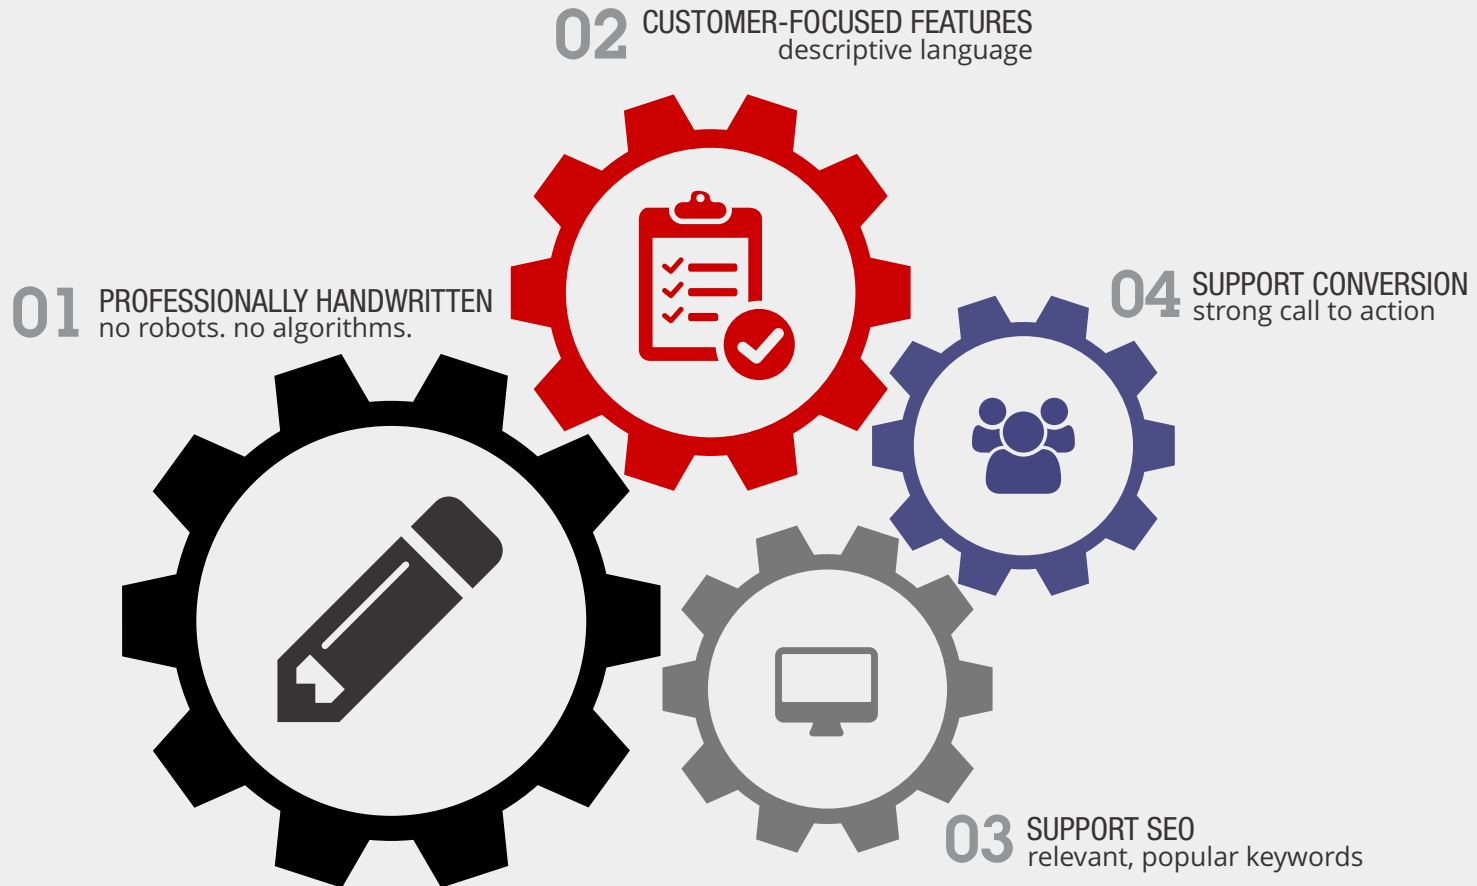 02 CUSTOMER-FOCUSED FEATURES
descriptive language
01 PROFESSIONALLY HANDWRITTEN
no robots. no algorithms.
04 SUPPORT CONVERSION
strong call to action
03 SUPPORT SEO
relevant, popular keywords